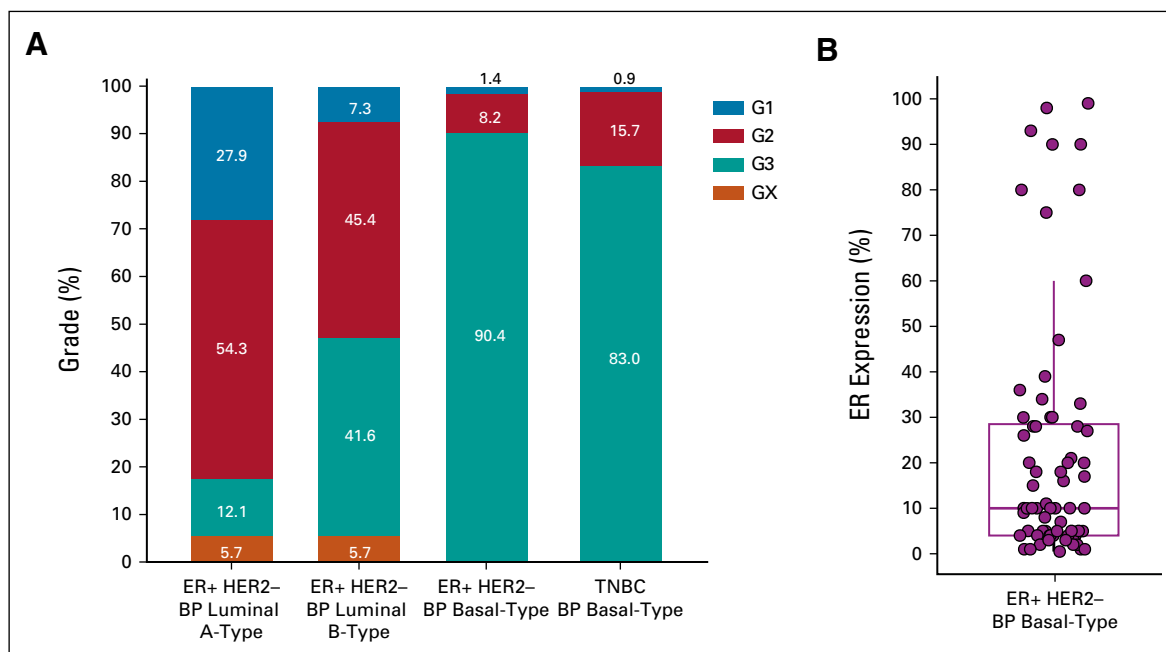 A
Grade (%)
100
90
80
70
60
50
40
30
20
10
0
27.9
54.3
12.1
5.7
7.3
45.4
41.6
5.7
1.4
8.2
90.4
0.9
15.7
83.0
ER+ HER2–
BP Luminal
A-Type
ER+ HER2–
BP Luminal
B-Type
ER+ HER2–
BP Basal-Type
TNBC
BP Basal-Type
G1
G2
G3
GX
B
ER Expression (%)
100
90
80
70
60
50
40
30
20
10
0
ER+ HER2–
BP Basal-Type